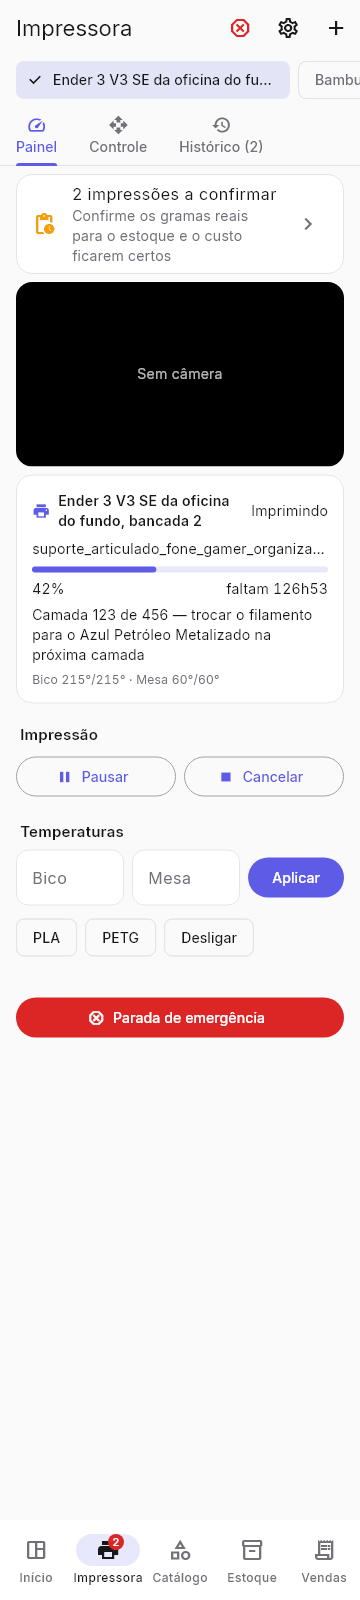 Impressora
Ender 3 V3 SE da oficina do fu...
Bambu
Painel
Controle
Histórico (2)
2 impressões a confirmar
Confirme os gramas reais
para o estoque e o custo
ficarem certos
Sem câmera
Ender 3 V3 SE da oficina
do fundo, bancada 2
Imprimindo
suporte_articulado_fone_gamer_organiza...
42%
faltam 126h53
Camada 123 de 456 — trocar o filamento
para o Azul Petróleo Metalizado na
próxima camada
Bico 215°/215° · Mesa 60°/60°
Impressão
Pausar
Cancelar
Temperaturas
Bico
Mesa
Aplicar
PLA
PETG
Desligar
Parada de emergência
2
Início
Impressora
Catálogo
Estoque
Vendas